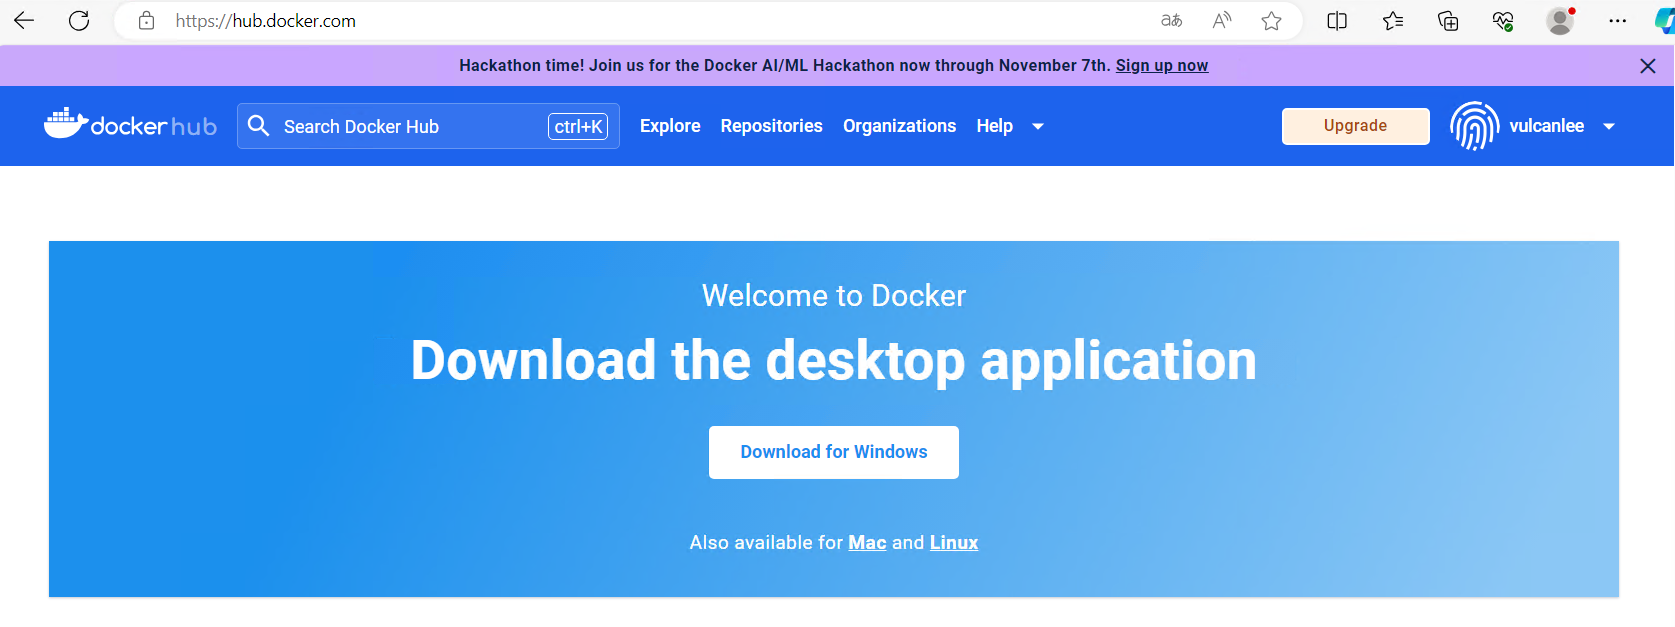 https://hub.docker.com
Hackathon time! Join us for the Docker AI/ML Hackathon now through November 7th. Sign up now
docker hub Search Docker Hub ctrl+K Explore Repositories Organizations Help Upgrade vulcanlee
Welcome to Docker
Download the desktop application
Download for Windows
Also available for Mac and Linux